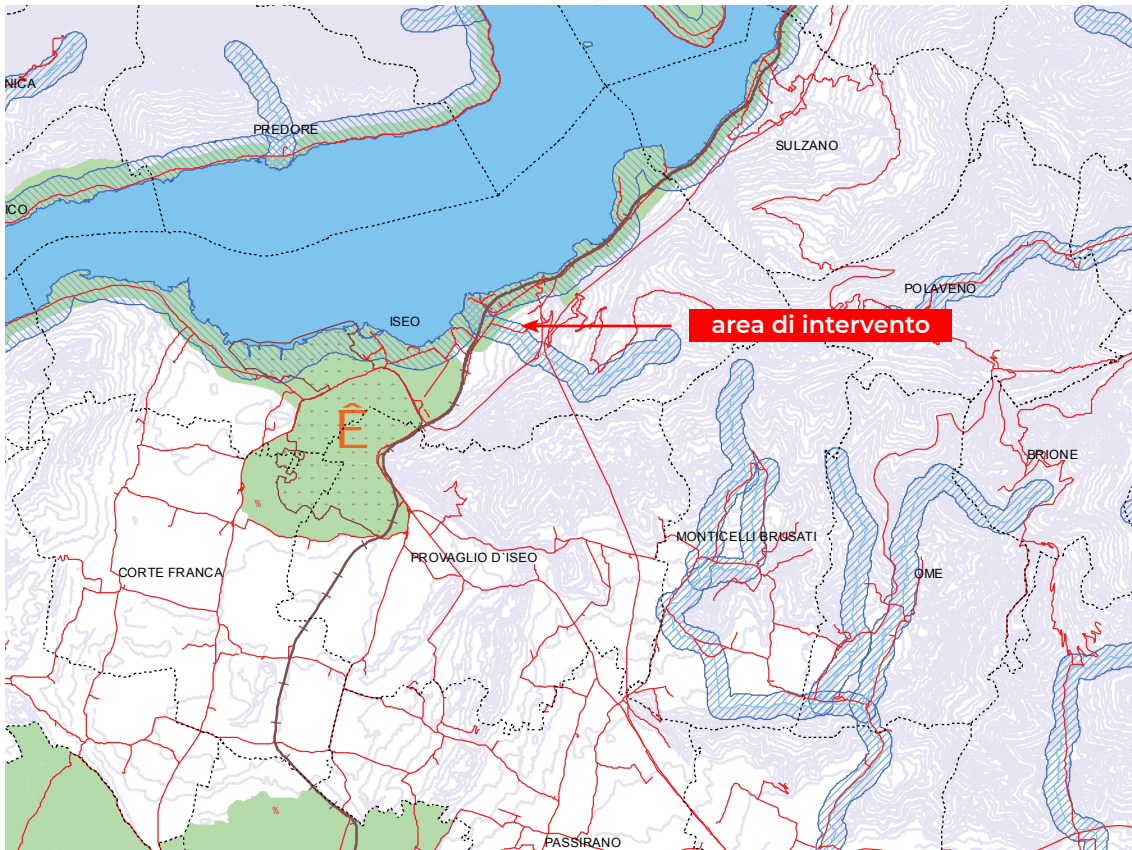 NICA
PREDORE
SULZANO
ICO
POLAVENO
ISEO
area di intervento
Ê
BRIONE
%
MONTICELLI BRUSATI
PROVAGLIO D`ISEO
CORTE FRANCA
OME
%
PASSIRANO